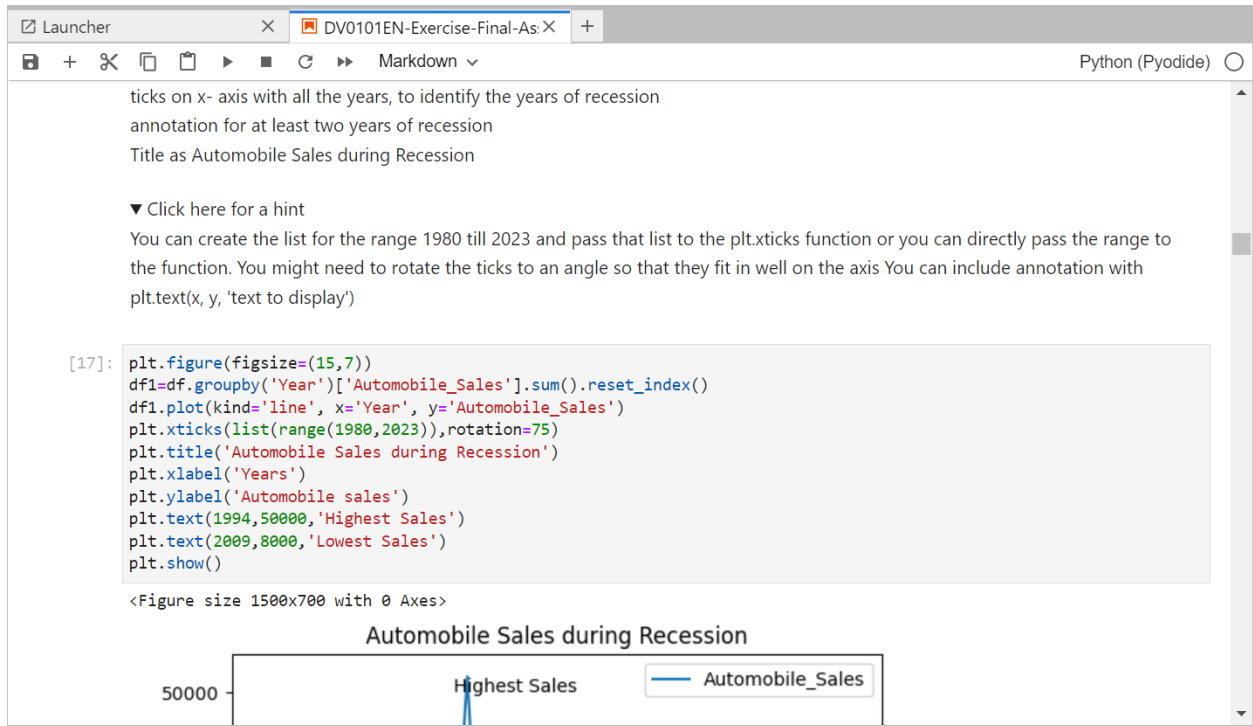 Launcher
DV0101EN-Exercise-Final-As:
Markdown
Python (Pyodide)
ticks on x- axis with all the years, to identify the years of recession
annotation for at least two years of recession
Title as Automobile Sales during Recession
▼ Click here for a hint
You can create the list for the range 1980 till 2023 and pass that list to the plt.xticks function or you can directly pass the range to
the function. You might need to rotate the ticks to an angle so that they fit in well on the axis You can include annotation with
plt.text(x, y, 'text to display')
[17]: plt.figure(figsize=(15,7))
df1=df.groupby('Year')['Automobile_Sales'].sum().reset_index()
df1.plot(kind='line', x='Year', y='Automobile_Sales')
plt.xticks(list(range(1980,2023)),rotation=75)
plt.title('Automobile Sales during Recession')
plt.xlabel('Years')
plt.ylabel('Automobile sales')
plt.text(1994,50000,'Highest Sales')
plt.text(2009,8000,'Lowest Sales')
plt.show()
<Figure size 1500x700 with 0 Axes>
Automobile Sales during Recession
Highest Sales
Automobile_Sales
50000